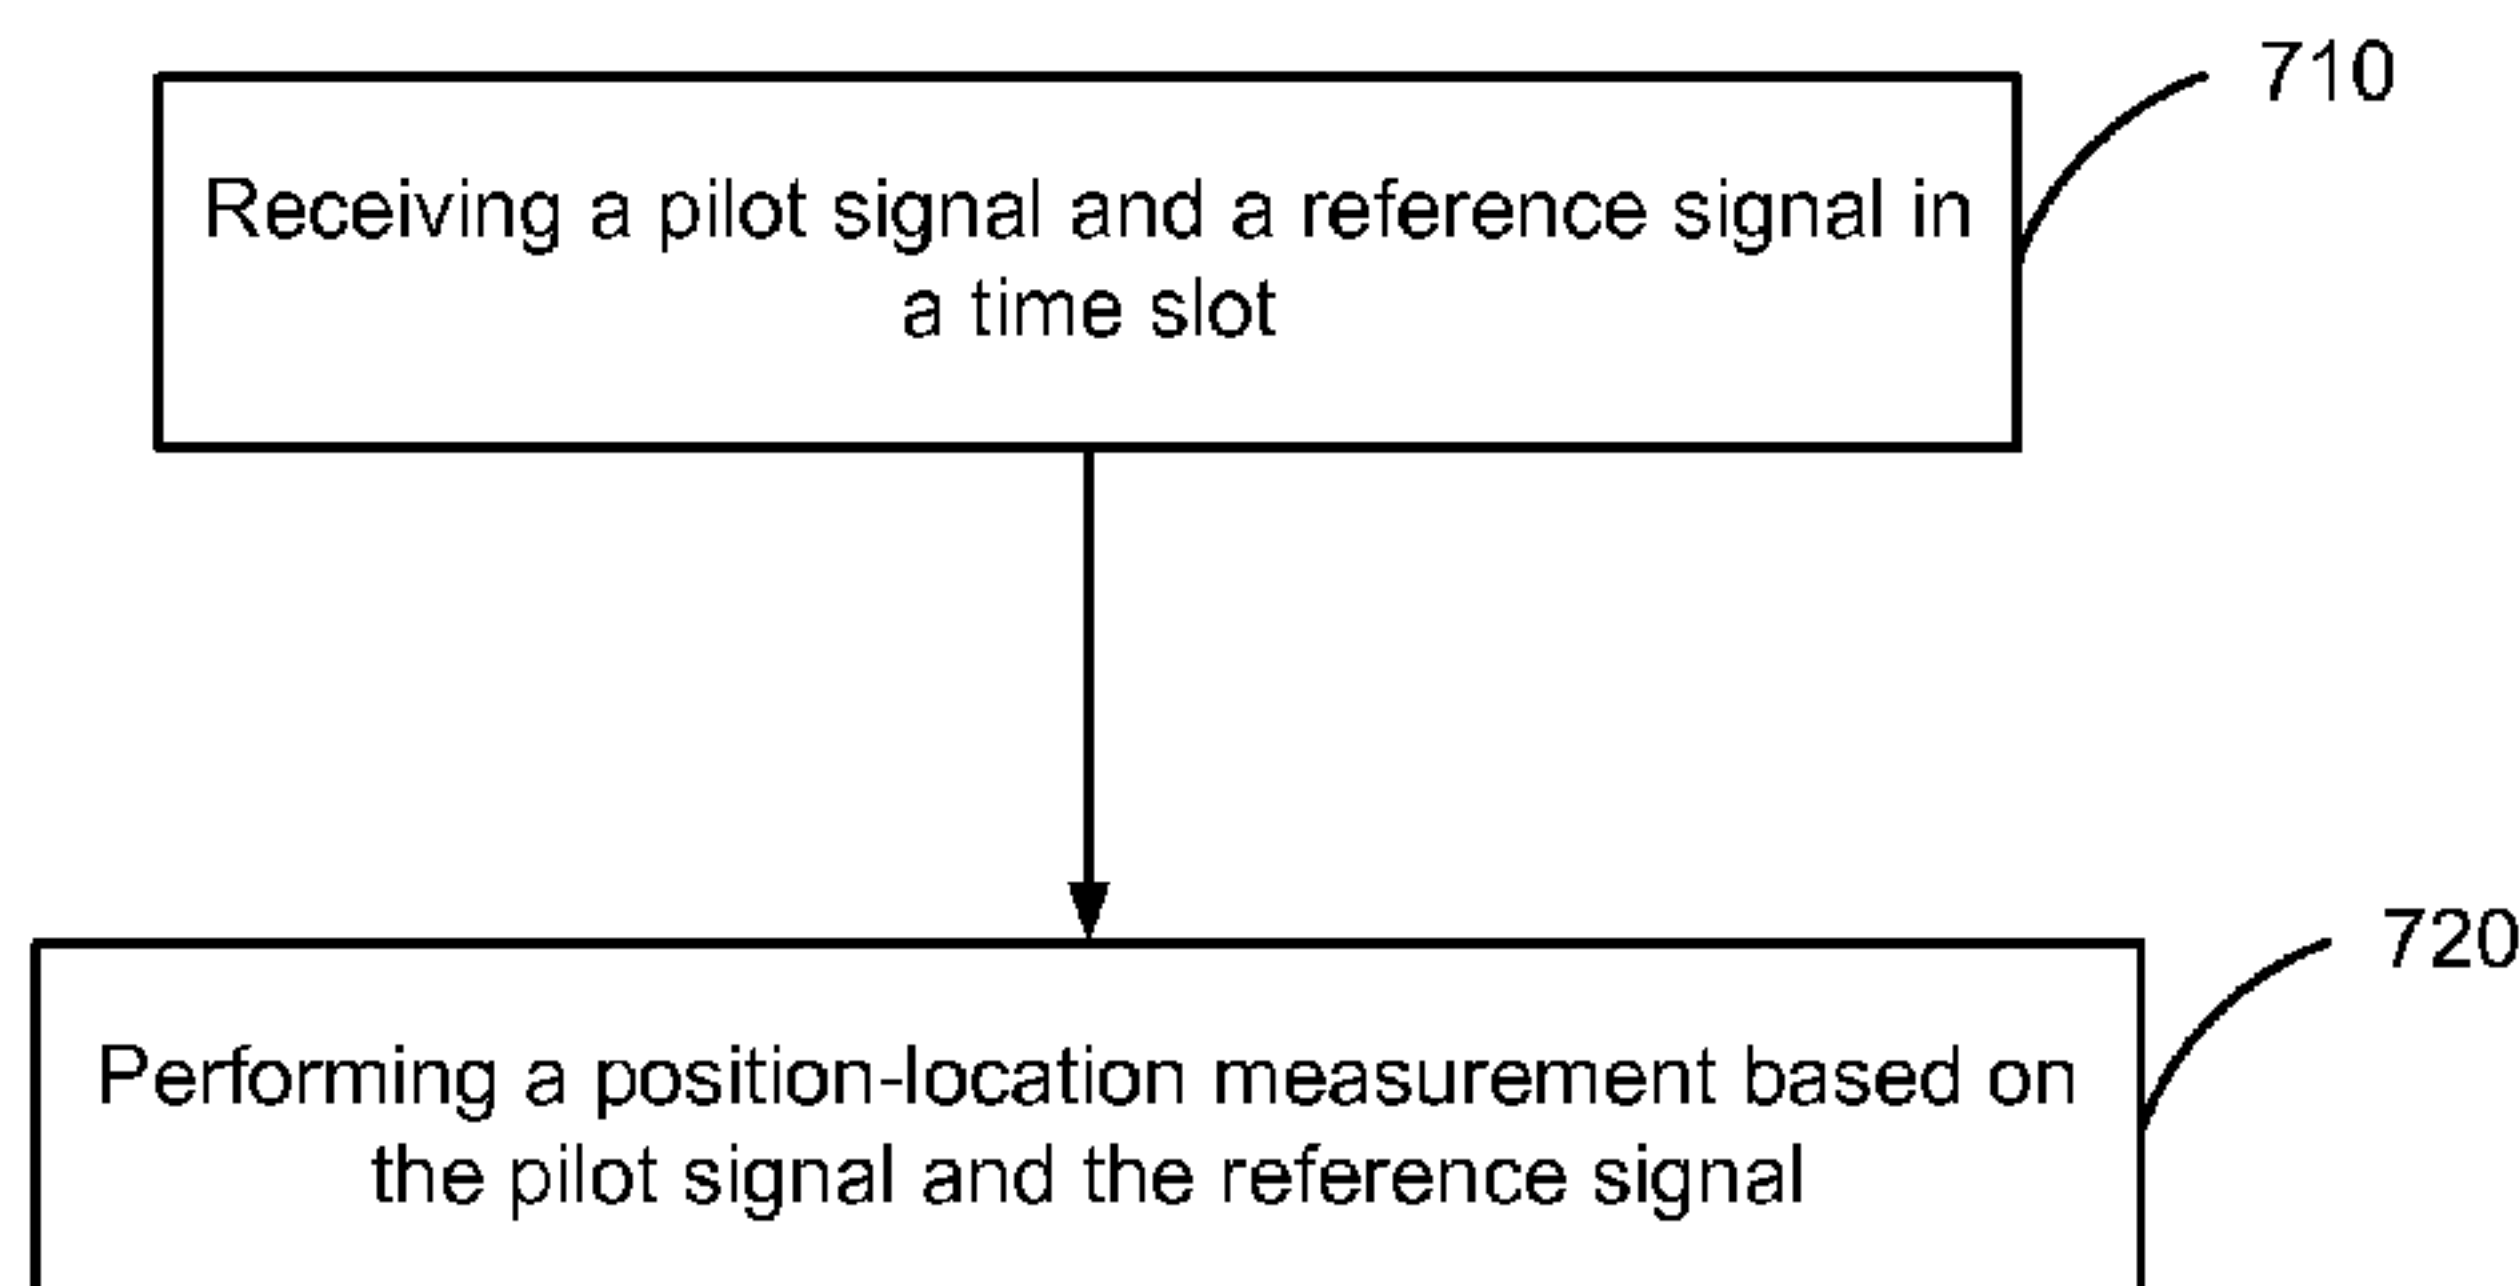 710
Receiving a pilot signal and a reference signal in
a time slot
720
Performing a position-location measurement based on
the pilot signal and the reference signal